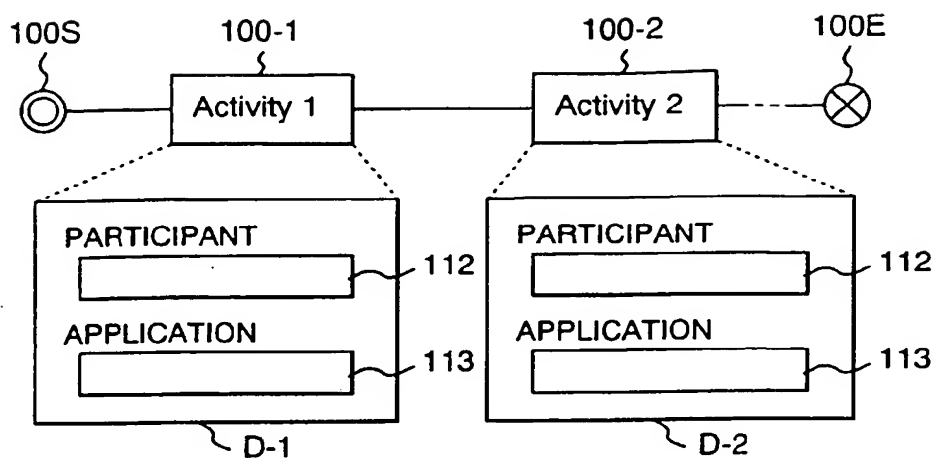 100S 100-1 100-2 100E
Activity 1 Activity 2
PARTICIPANT PARTICIPANT
112 112
APPLICATION APPLICATION
113 113
D-1 D-2